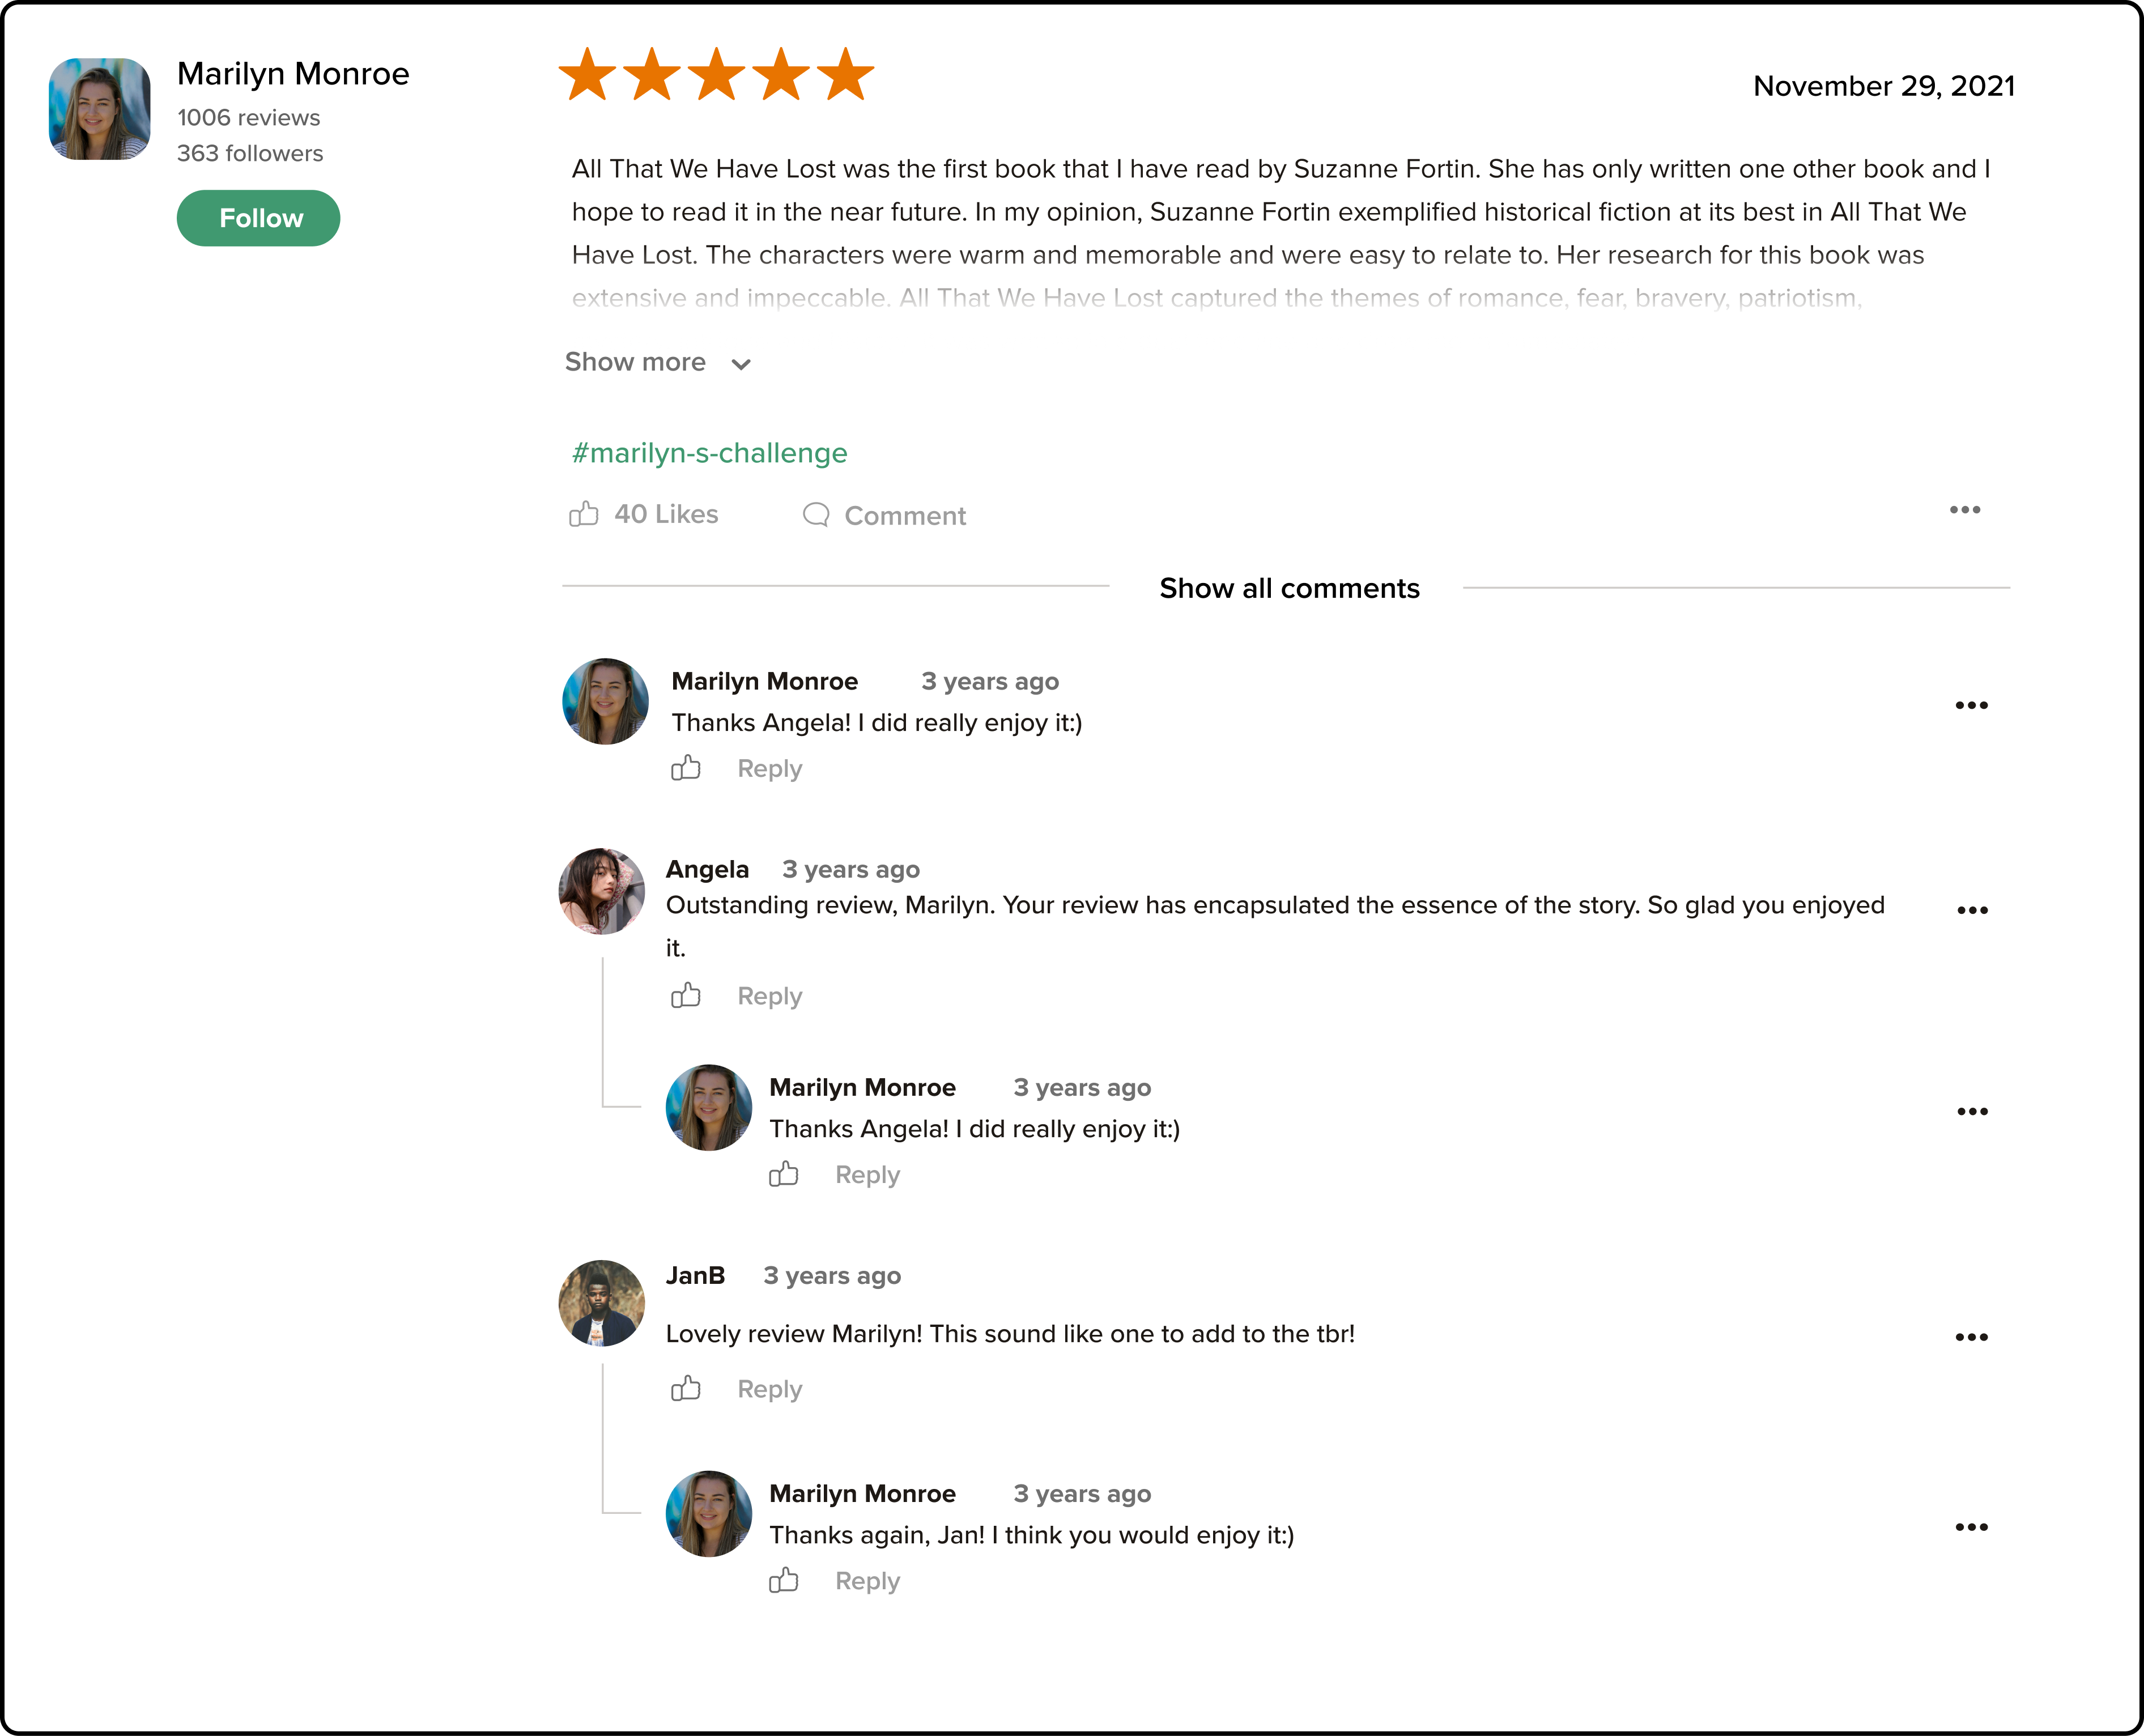 Marilyn Monroe
1006 reviews
363 followers
Follow
November 29, 2021
All That We Have Lost was the first book that I have read by Suzanne Fortin. She has only written one other book and I
hope to read it in the near future. In my opinion, Suzanne Fortin exemplified historical fiction at its best in All That We
Have Lost. The characters were warm and memorable and were easy to relate to. Her research for this book was
extensive and impeccable. All That We Have Lost captured the themes of romance, fear, bravery, patriotism,
Show more
#marilyn-s-challenge
40 Likes
Comment
Show all comments
Marilyn Monroe 3 years ago
Thanks Angela! I did really enjoy it:)
Reply
Angela 3 years ago
Outstanding review, Marilyn. Your review has encapsulated the essence of the story. So glad you enjoyed
it.
Reply
Marilyn Monroe 3 years ago
Thanks Angela! I did really enjoy it:)
Reply
JanB 3 years ago
Lovely review Marilyn! This sound like one to add to the tbr!
Reply
Marilyn Monroe 3 years ago
Thanks again, Jan! I think you would enjoy it:)
Reply